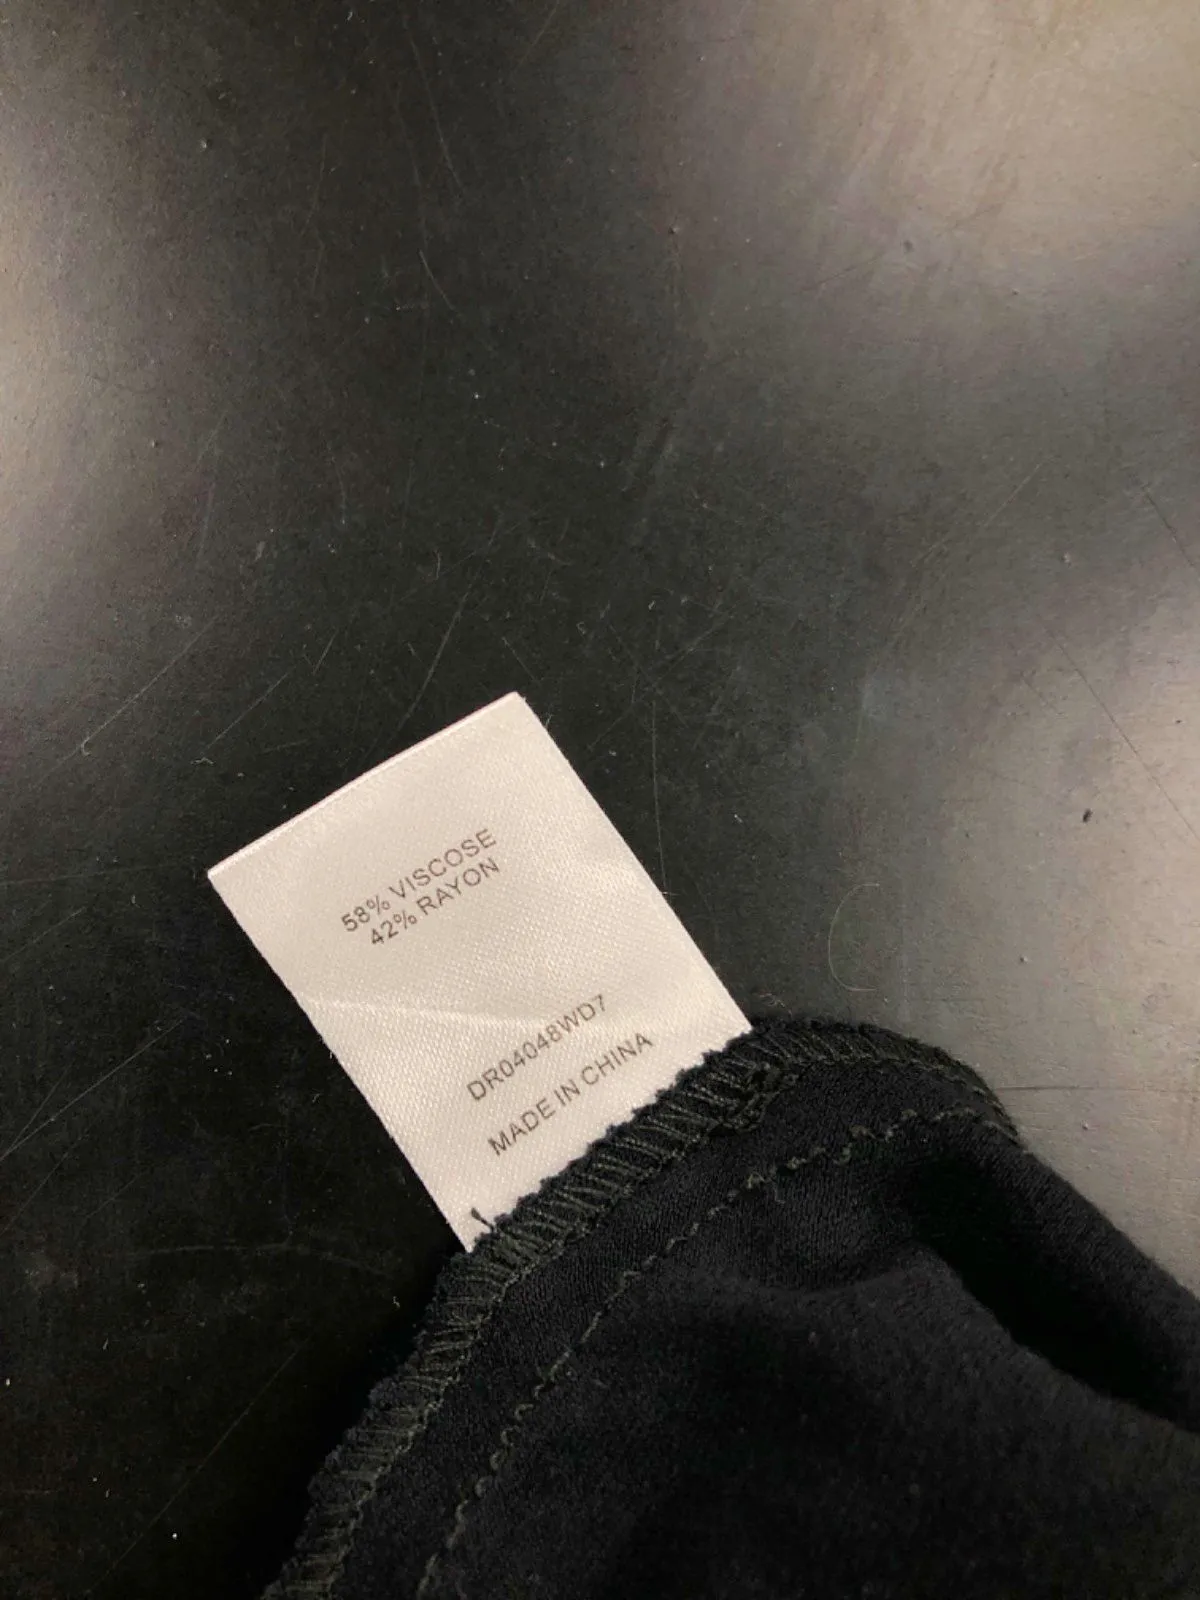 58% VISCOSE
42% RAYON
DR04048WD7
MADE IN CHINA